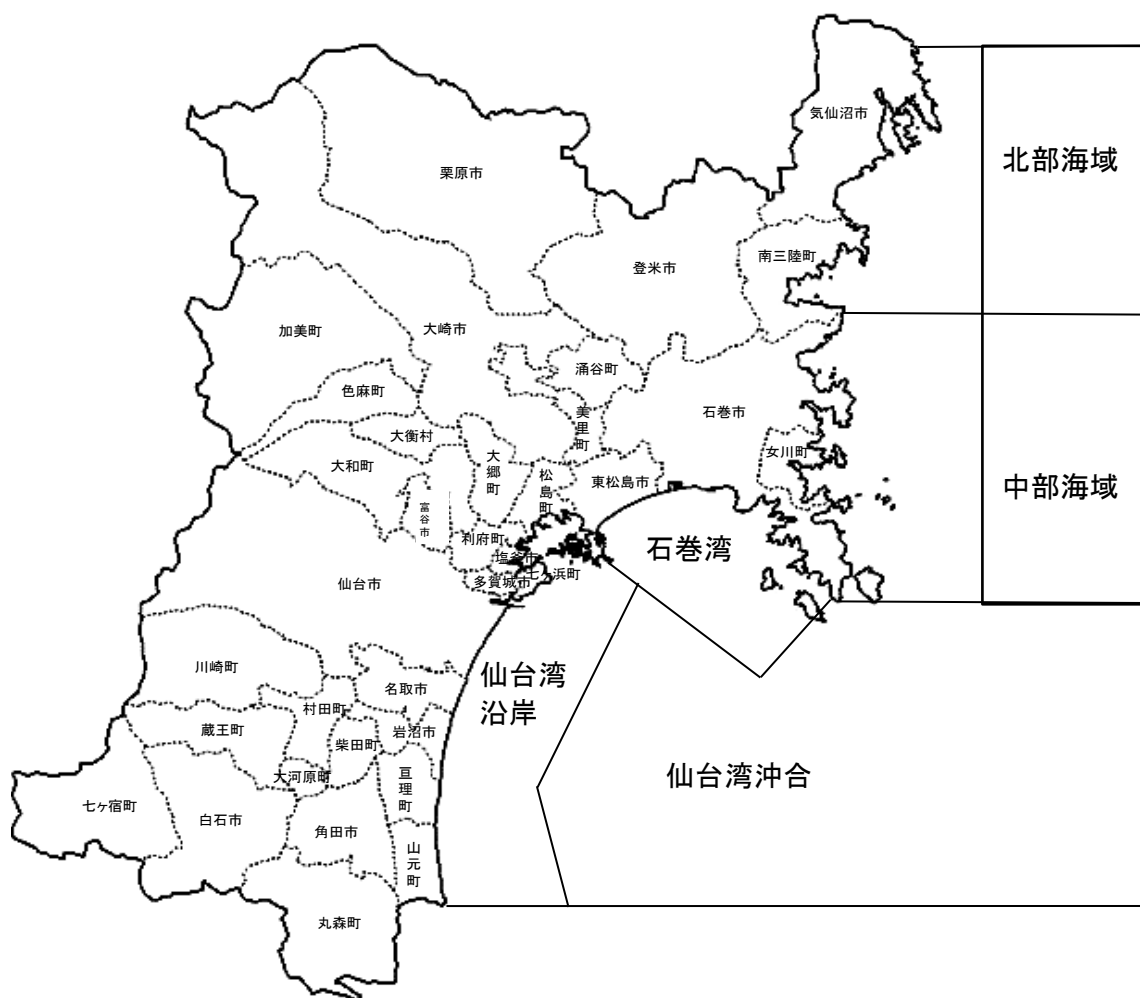 気仙沼市
北部海域
栗原市
登米市
南三陸町
加美町
大崎市
涌谷町
色麻町
美里町
石巻市
大衡村
女川町
大和町
大郷町
松島町
東松島市
中部海域
富谷市
利府町
石巻湾
塩釜市
七ヶ浜町
多賀城市
仙台市
川崎町
名取市
仙台湾
沿岸
村田町
蔵王町
柴田町
岩沼市
大河原町
亘理町
仙台湾沖合
七ヶ宿町
白石市
角田市
山元町
丸森町